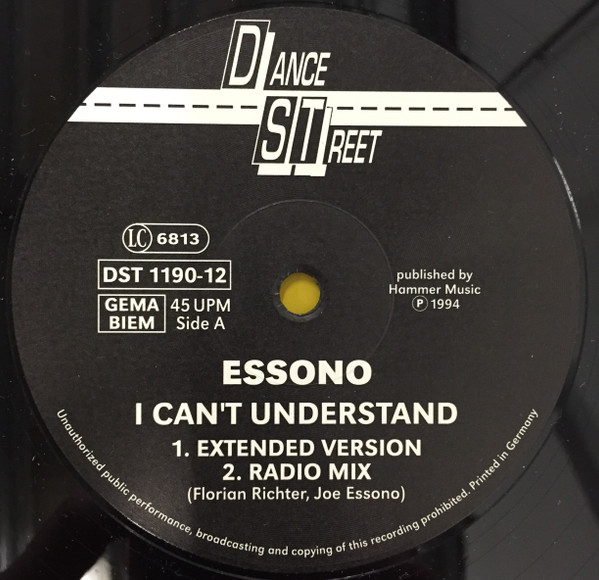 DANCE
STREET
LC 6813
DST 1190-12
GEMA
BIEM
45 UPM
Side A
published by
Hammer Music
Ⓟ 1994
ESSONO
I CAN'T UNDERSTAND
1. EXTENDED VERSION
2. RADIO MIX
(Florian Richter, Joe Essono)
Unauthorized public performance, broadcasting and copying of this recording prohibited. Printed in Germany